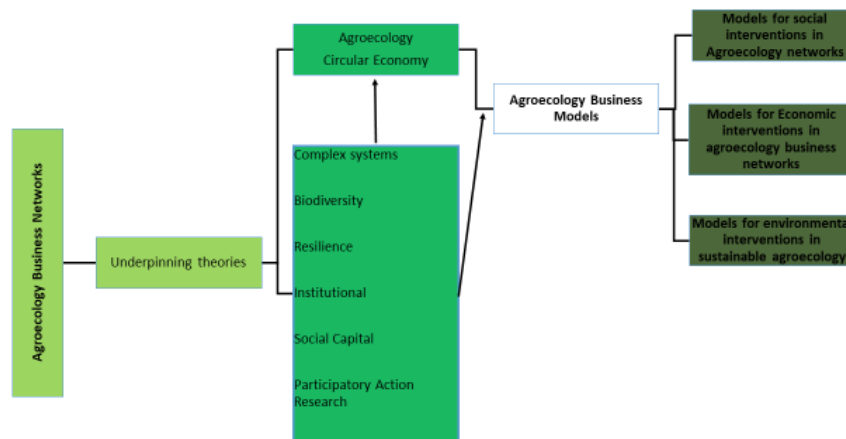 Agroecology Business Networks
Underpinning theories
Agroecology
Circular Economy
Complex systems
Biodiversity
Resilience
Institutional
Social Capital
Participatory Action
Research
Agroecology Business
Models
Models for social
interventions in
Agroecology networks
Models for Economic
interventions in
agroecology business
networks
Models for environmenta
interventions in
sustainable agroecology